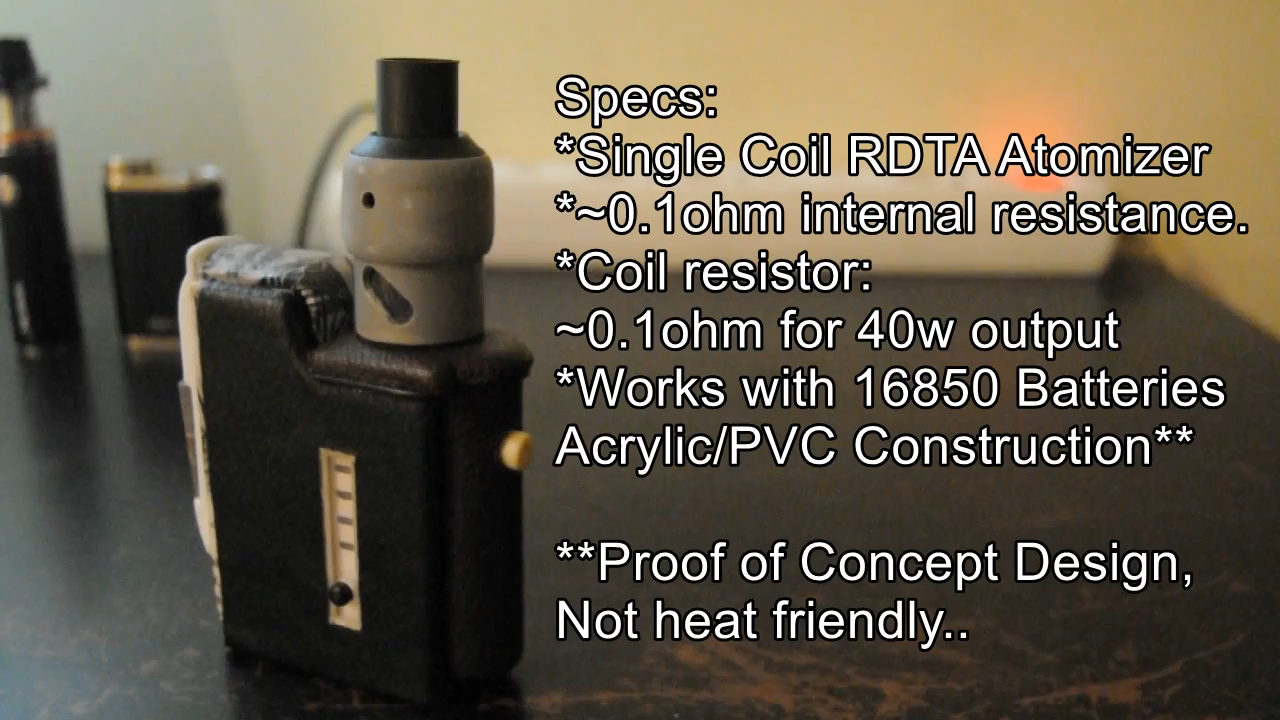 Specs:
*Single Coil RDTA Atomizer
*~0.1ohm internal resistance.
*Coil resistor:
~0.1ohm for 40w output
*Works with 16850 Batteries
Acrylic/PVC Construction**
**Proof of Concept Design,
Not heat friendly..